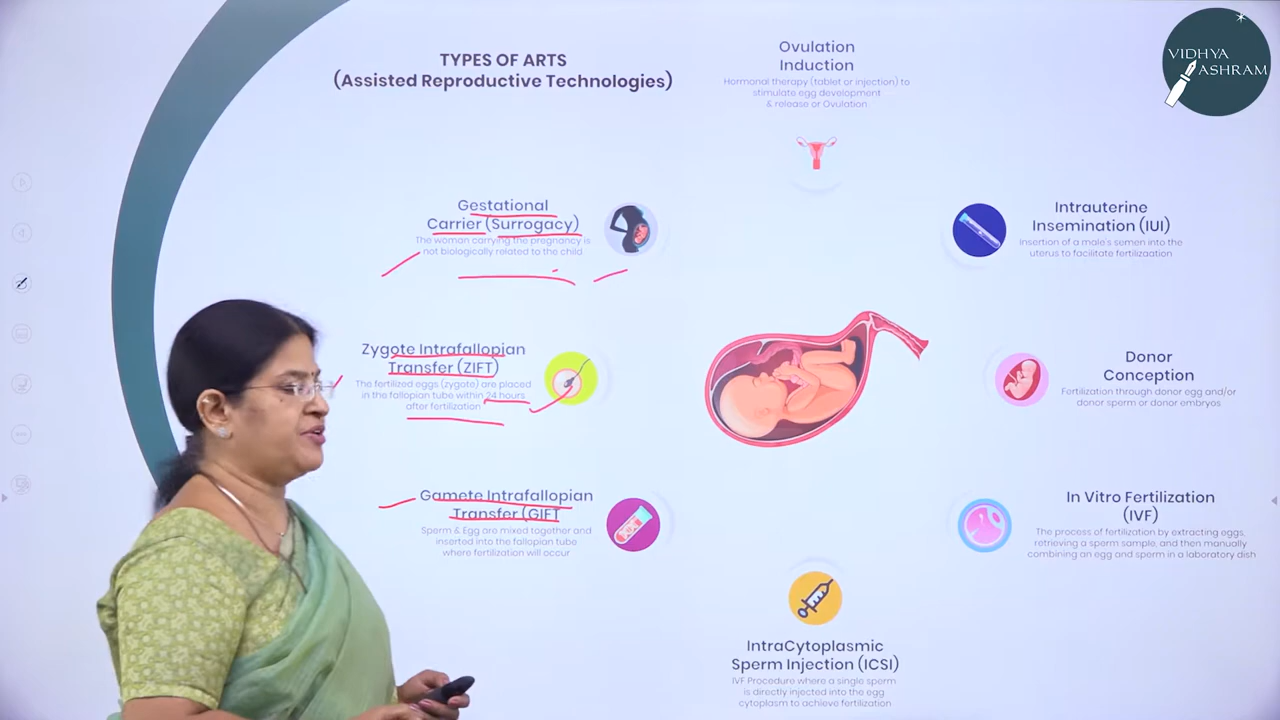 TYPES OF ARTS
(Assisted Reproductive Technologies)
Ovulation
Induction
Hormonal therapy (tablet or injection) to
stimulate egg development
& release or Ovulation
VIDHYA
ASHRAM
Gestational
Carrier (Surrogacy)
The woman carrying the pregnancy is
not biologically related to the child
Intrauterine
Insemination (IUI)
Insertion of a male's semen into the
uterus to facilitate fertilizaation
Zygote Intrafallopian
Transfer (ZIFT)
The fertilized eggs (zygote) are placed
in the fallopian tube within 24 hours
after fertilization
Donor
Conception
Fertilization through donor egg and/or
donor sperm or donor embryos
Gamete Intrafallopian
Transfer (GIFT
Sperm & Egg are mixed together and
inserted into the fallopian tube
where fertilization will occur
In Vitro Fertilization
(IVF)
The process of fertilization by extracting eggs,
retrieving a sperm sample, and then manually
combining an egg and sperm in a laboratory dish
IntraCytoplasmic
Sperm Injection (ICSI)
IVF Procedure where a single sperm
is directly injected into the egg
cytoplasm to achieve fertilization